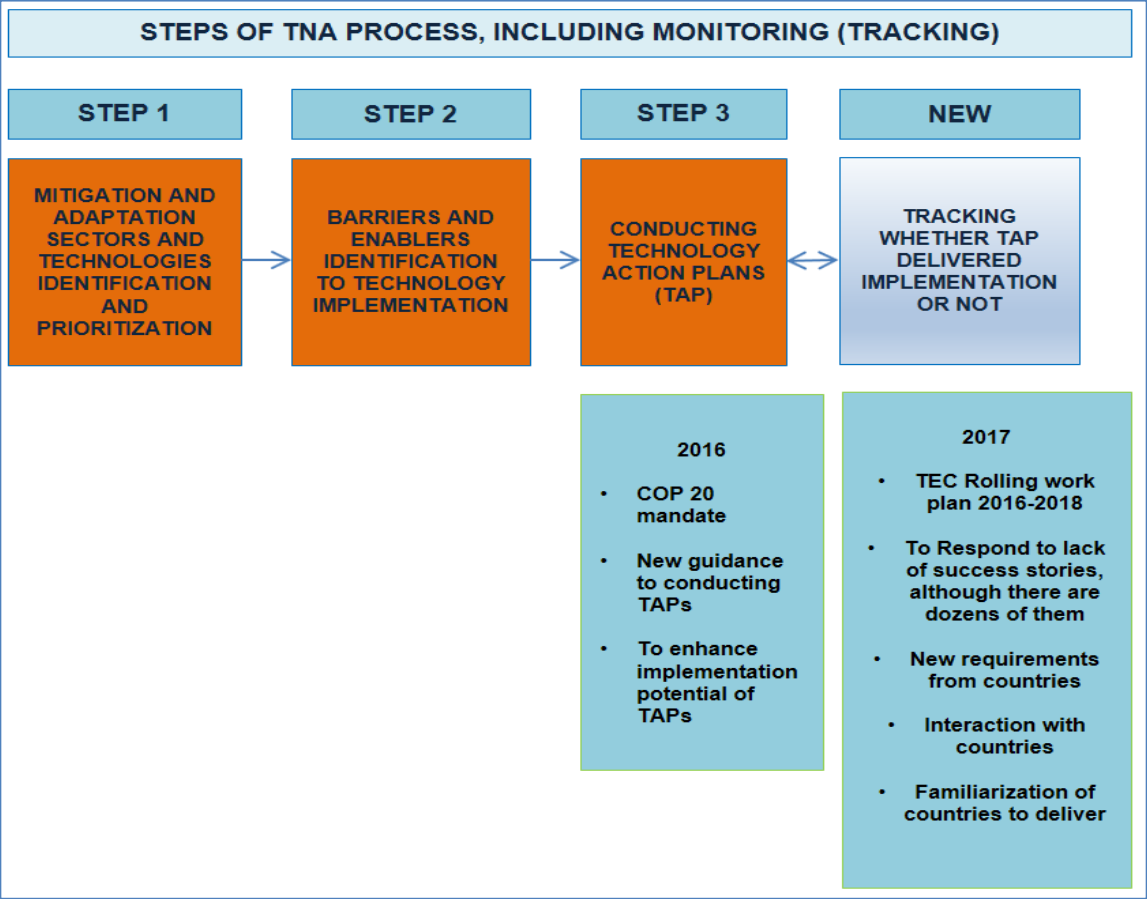 STEPS OF TNA PROCESS, INCLUDING MONITORING (TRACKING)
STEP 1
MITIGATION AND
ADAPTATION
SECTORS AND
TECHNOLOGIES
IDENTIFICATION
AND
PRIORITIZATION
STEP 2
BARRIERS AND
ENABLERS
IDENTIFICATION
TO TECHNOLOGY
IMPLEMENTATION
STEP 3
CONDUCTING
TECHNOLOGY
ACTION PLANS
(TAP)
NEW
TRACKING
WHETHER TAP
DELIVERED
IMPLEMENTATION
OR NOT
2016
• COP 20
mandate
• New guidance
to conducting
TAPs
• To enhance
implementation
potential of
TAPs
2017
• TEC Rolling work
plan 2016-2018
• To Respond to lack
of success stories,
although there are
dozens of them
• New requirements
from countries
• Interaction with
countries
• Familiarization of
countries to deliver